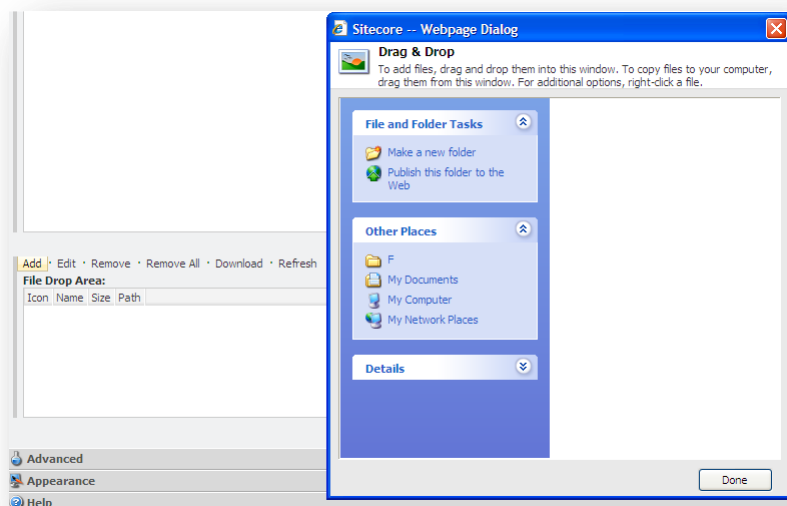 Sitecore -- Webpage Dialog
Drag & Drop
To add files, drag and drop them into this window. To copy files to your computer,
drag them from this window. For additional options, right-click a file.
File and Folder Tasks
Make a new folder
Publish this folder to the
Web
Other Places
F
My Documents
My Computer
My Network Places
Details
Done
Add · Edit · Remove · Remove All · Download · Refresh
File Drop Area:
Icon Name Size Path
Advanced
Appearance
Help